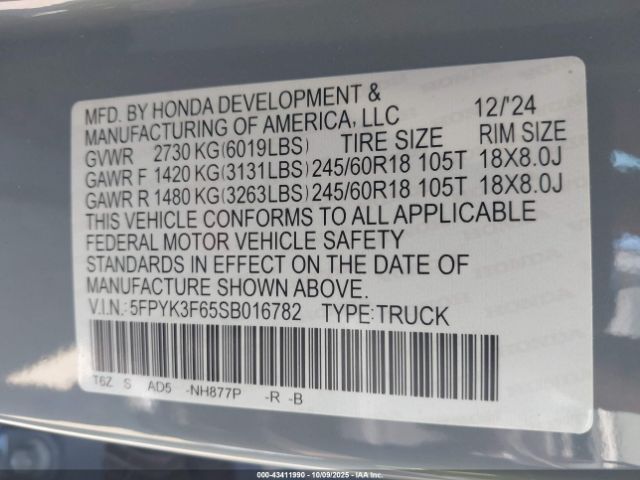 MFD. BY HONDA DEVELOPMENT & 12/'24
MANUFACTURING OF AMERICA, LLC
GVWR 2730 KG(6019LBS) TIRE SIZE RIM SIZE
GAWR F 1420 KG(3131LBS) 245/60R18 105T 18X8.0J
GAWR R 1480 KG(3263LBS) 245/60R18 105T 18X8.0J
THIS VEHICLE CONFORMS TO ALL APPLICABLE
FEDERAL MOTOR VEHICLE SAFETY
STANDARDS IN EFFECT ON THE DATE OF
MANUFACTURE SHOWN ABOVE.
V.I.N.: 5FPYK3F65SB016782 TYPE:TRUCK
T6Z S AD5 -NH877P -R -B
000-43411990 - 10/09/2025 - IAA Inc.